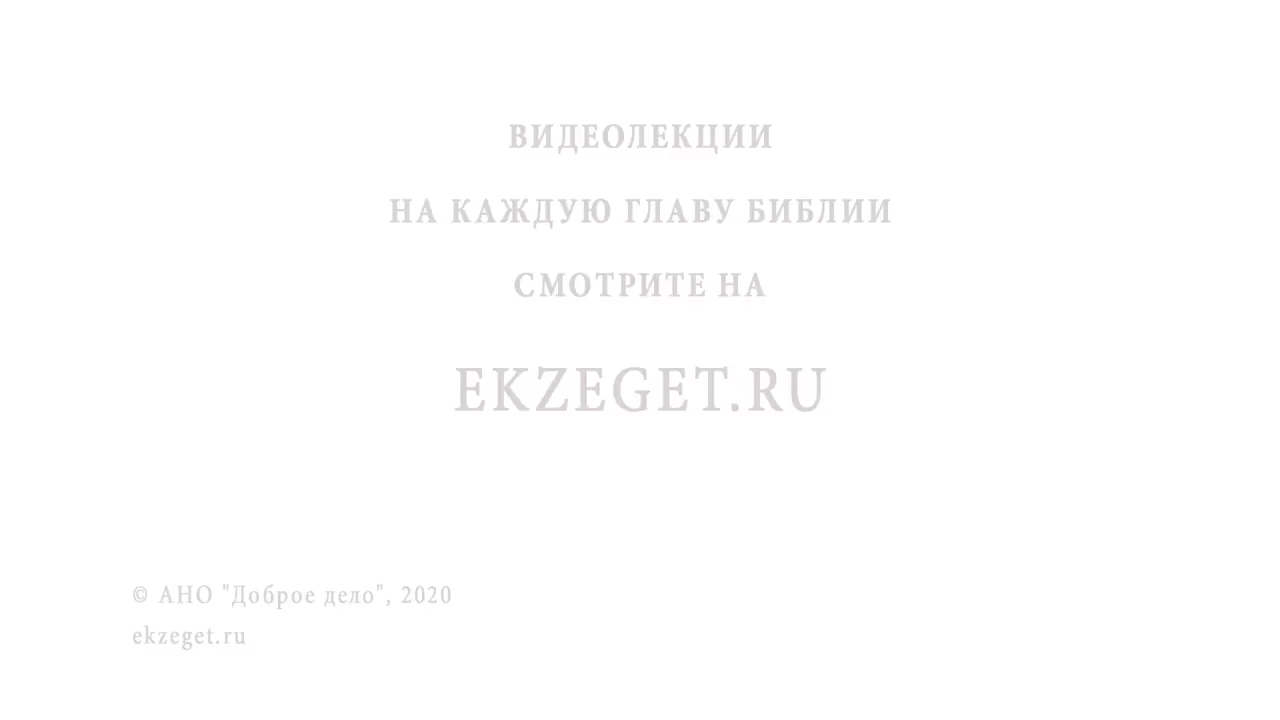 ВИДЕОЛЕКЦИИ
НА КАЖДУЮ ГЛАВУ БИБЛИИ
СМОТРИТЕ НА
EKZEGET.RU
© АНО "Доброе дело", 2020
ekzeget.ru